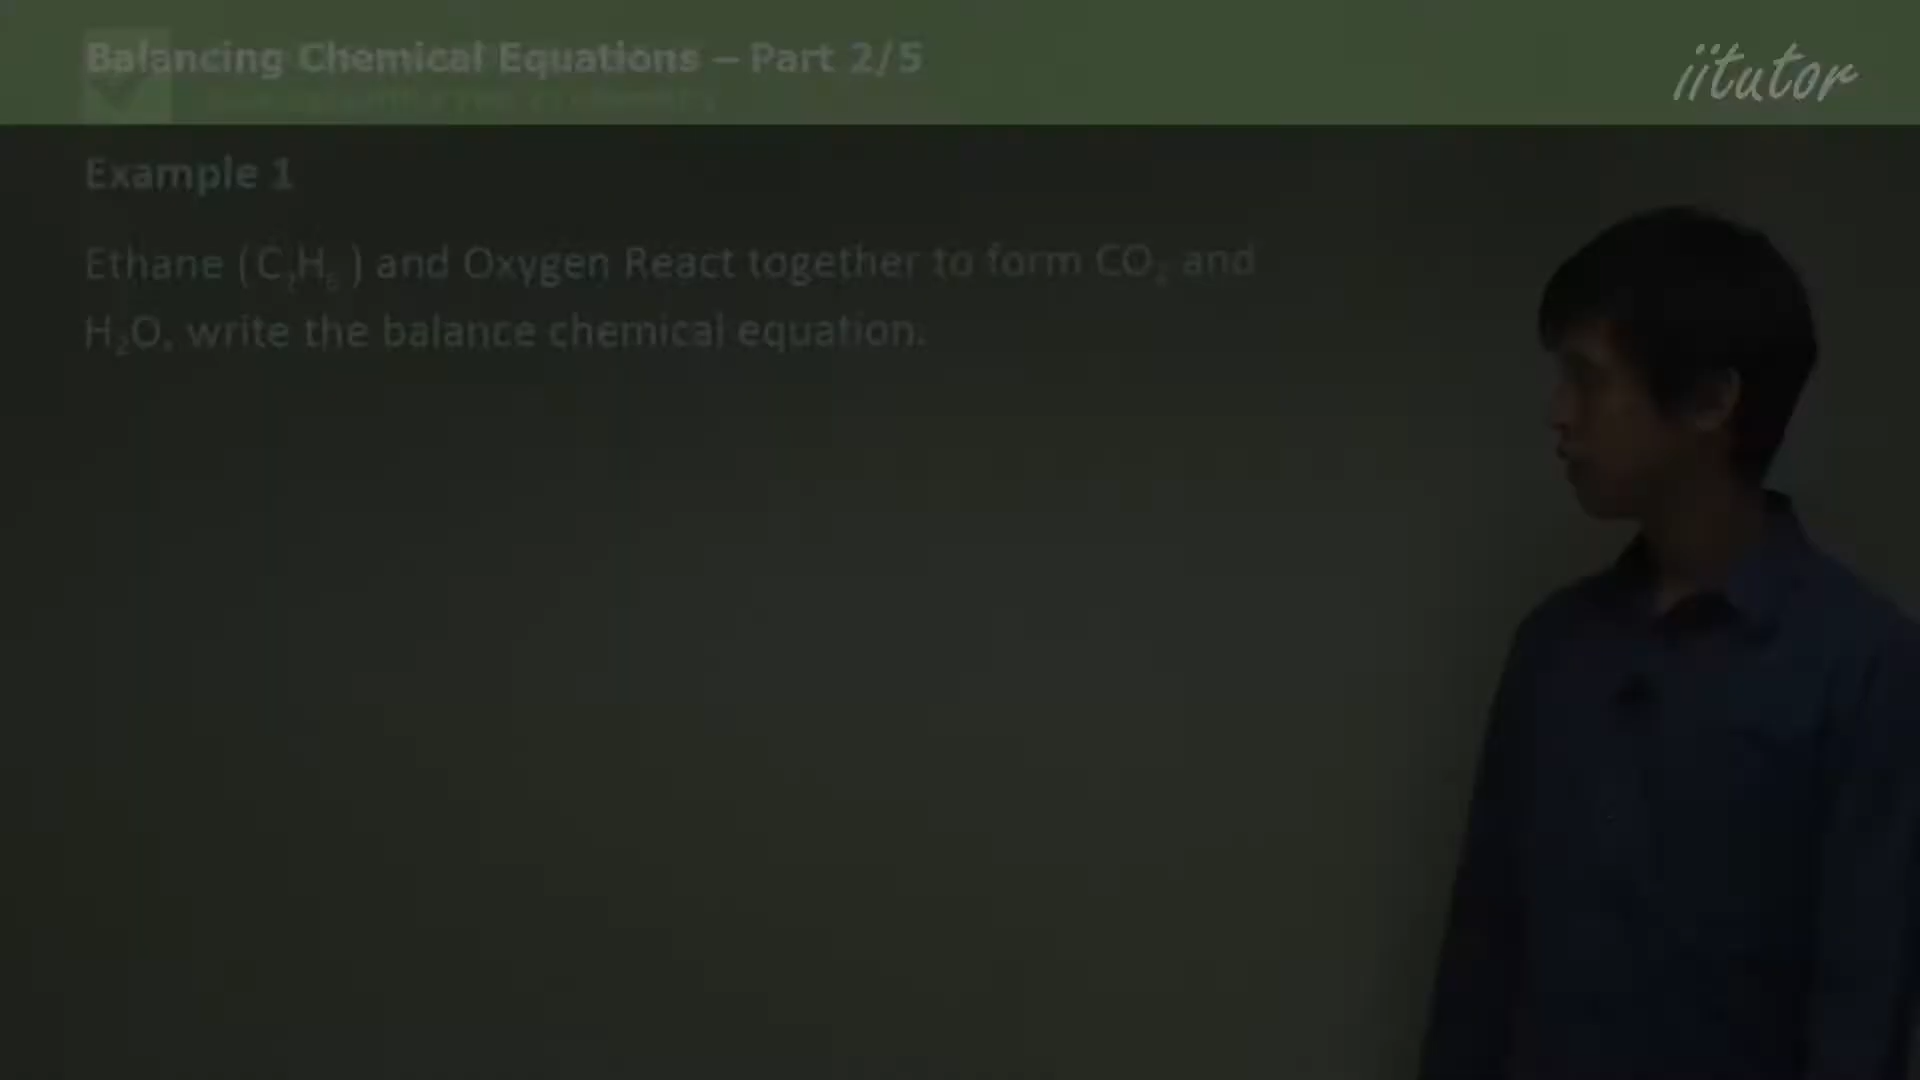 Balancing Chemical Equations – Part 2/5
iitutor
Example 1
Ethane (C₂H₆ ) and Oxygen React together to form CO₂ and
H₂O, write the balance chemical equation.